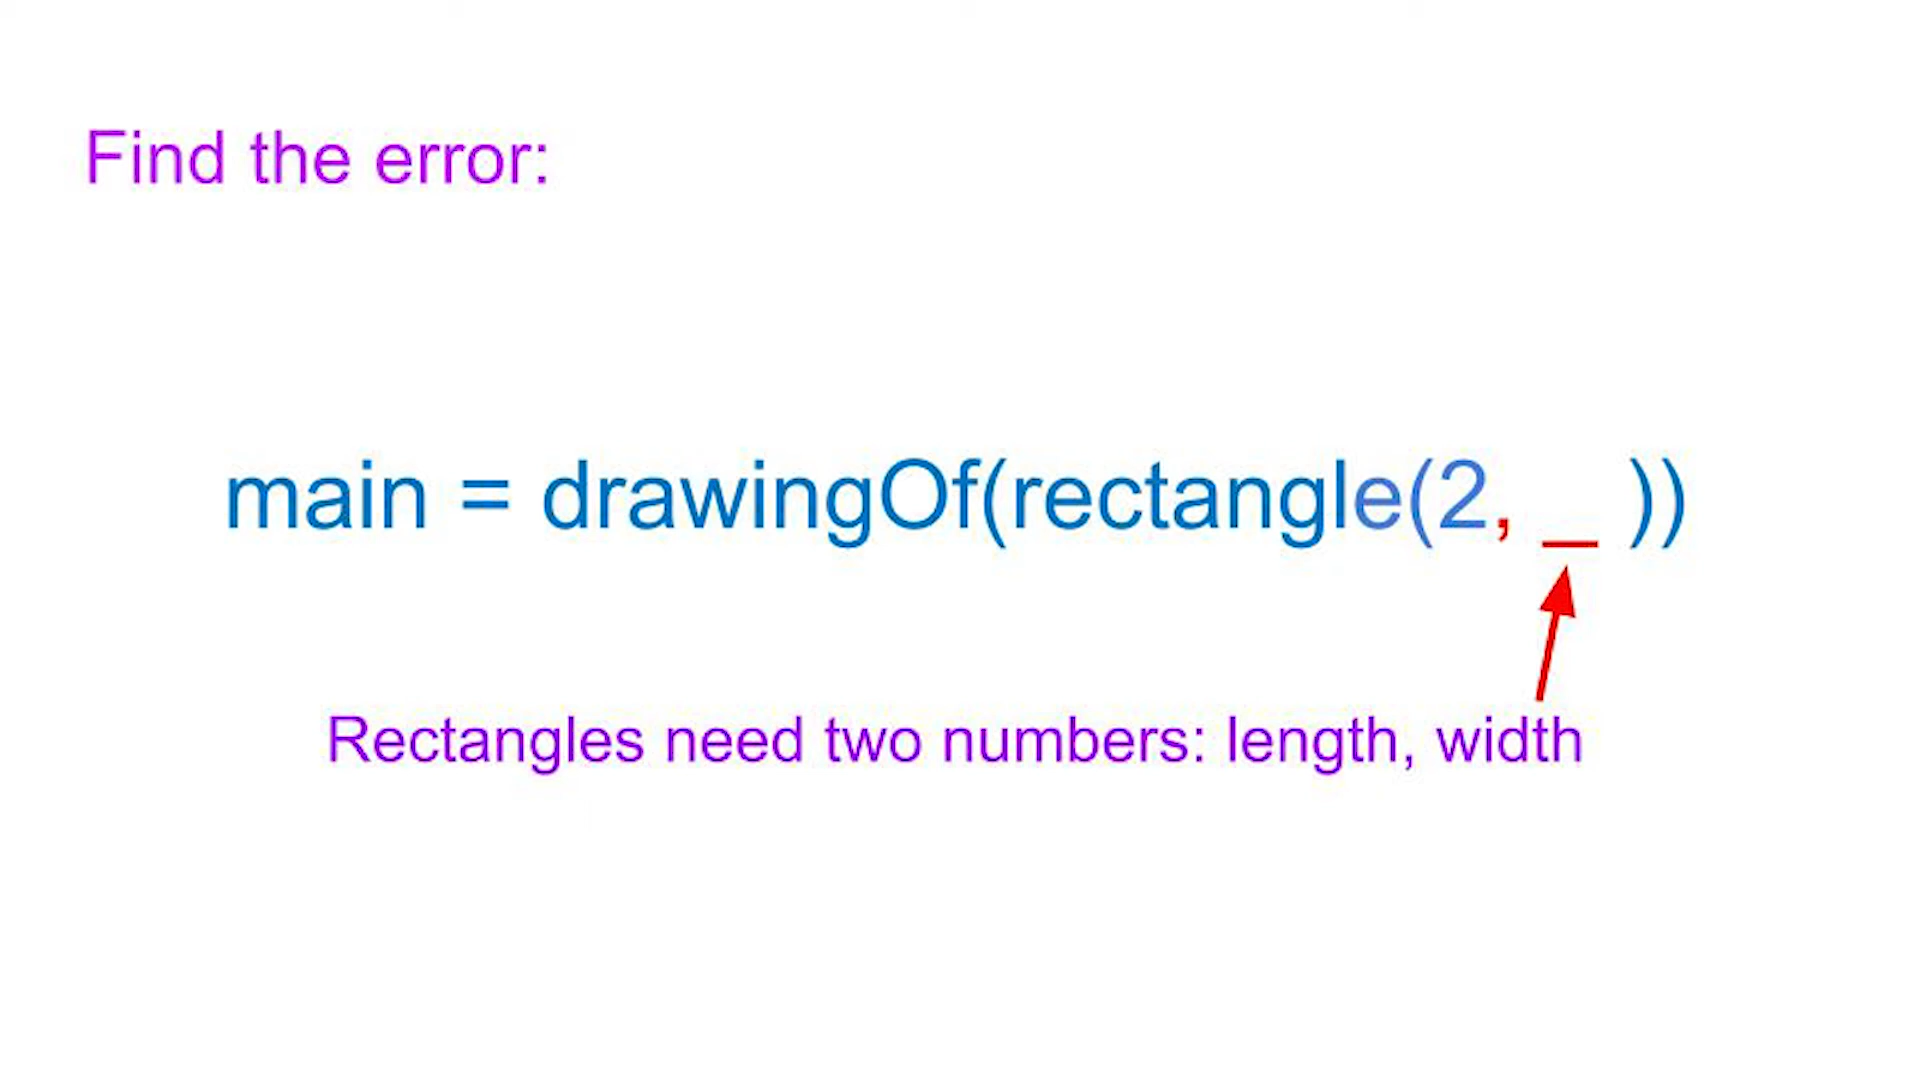 Find the error:
main = drawingOf(rectangle(2, _ ))
Rectangles need two numbers: length, width